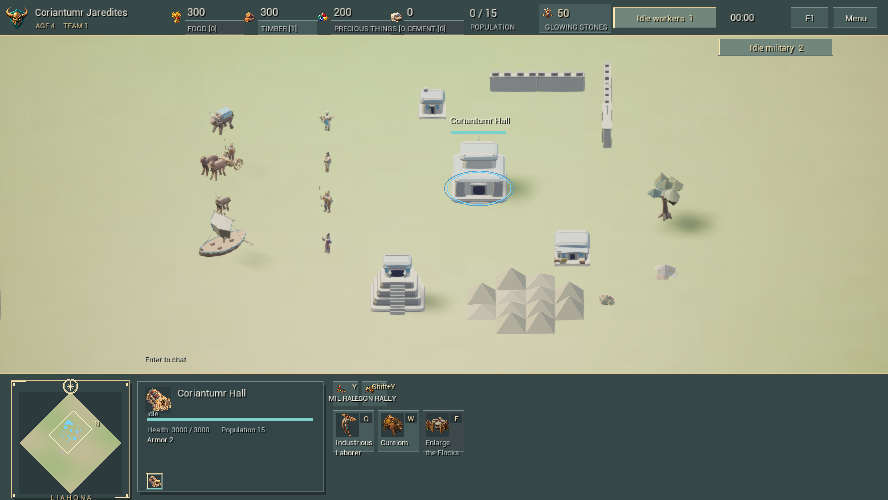 Coriantumr Jaredites
AGE 4 TEAM 1
300
FOOD [0]
300
TIMBER [1]
200
PRECIOUS THINGS [0]
0
CEMENT [0]
0 / 15
POPULATION
50
GLOWING STONES
Idle workers 1
00:00
F1
Menu
Idle military 2
Coriantumr Hall
Enter to chat
N
LIAHONA
Coriantumr Hall
Idle
Health 3000 / 3000 Population 15
Armor 2
Y
Shift+Y
Q
Industrious
Laborer
W
Curelom
F
Enlarge
the Flocks